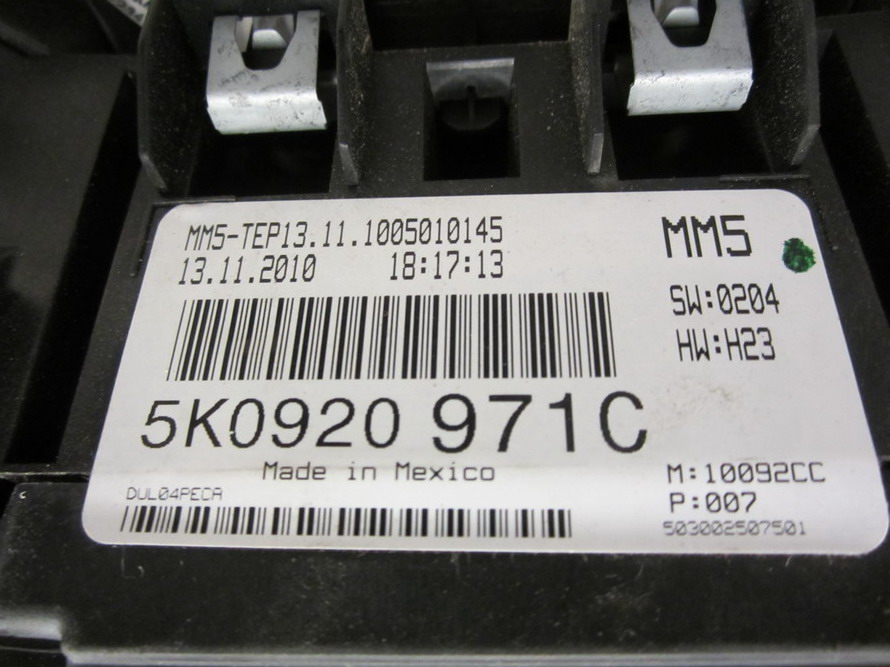 MM5-TEP13.11.1005010145
13.11.2010 18:17:13
MM5
SW:0204
HW:H23
5K0920 971C
Made in Mexico
DUL04PECA
M:10092CC
P:007
503002507501